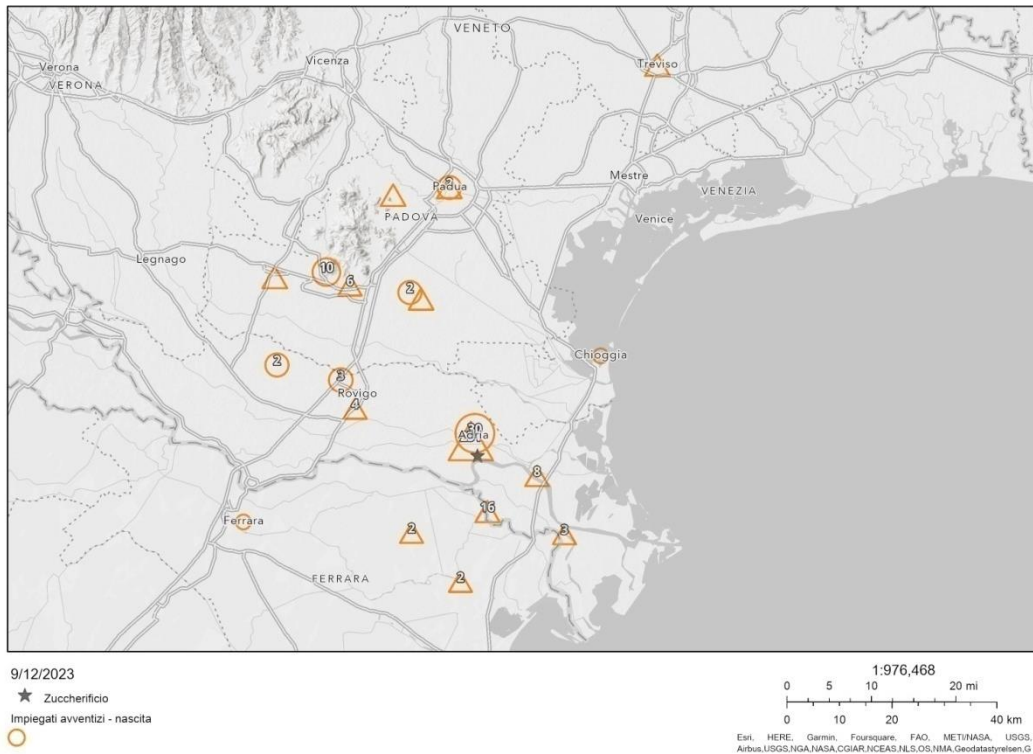 VENETO
Treviso
Verona
VERONA
Vicenza
Mestre
2
Padua
VENEZIA
PADOVA
Venice
Legnago
10
6
2
Chioggia
2
3
Rovigo
4
30
Adria
8
16
Ferrara
2
3
FERRARA
2
9/12/2023
Zuccherificio
Impiegati avventizi - nascita
1:976,468
0 5 10 20 mi
0 10 20 40 km
Esri, HERE, Garmin, Foursquare, FAO, METI/NASA, USGS,
Airbus,USGS,NGA,NASA,CGIAR,NCEAS,NLS,OS,NMA,Geodatastyrelsen,G